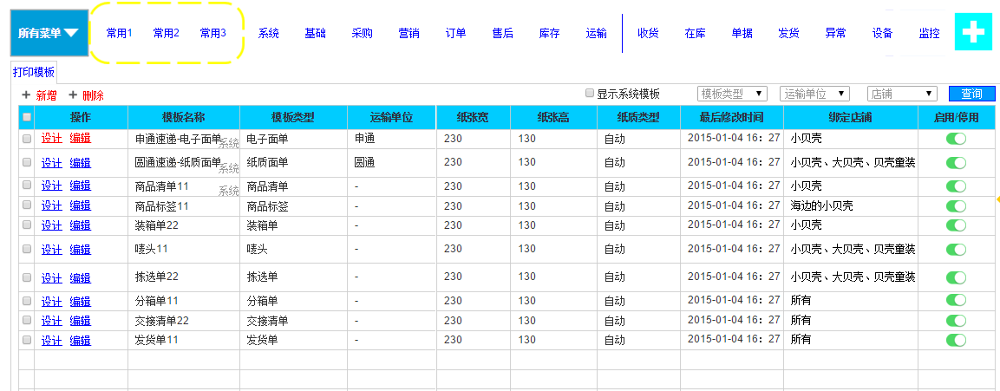 所有菜单 常用1 常用2 常用3 系统 基础 采购 营销 订单 售后 库存 运输 收货 在库 单据 发货 异常 设备 监控
打印模板
+ 新增 + 删除 显示系统模板 模板类型 运输单位 店铺 查询
操作 模板名称 模板类型 运输单位 纸张宽 纸张高 纸质类型 最后修改时间 绑定店铺 启用/停用
设计 编辑 申通速递-电子面单 系统 电子面单 申通 230 130 自动 2015-01-04 16：27 小贝壳
设计 编辑 圆通速递-纸质面单 系统 纸质面单 圆通 230 130 自动 2015-01-04 16：27 小贝壳、大贝壳、贝壳童装
设计 编辑 商品清单11 系统 商品清单 - 230 130 自动 2015-01-04 16：27 小贝壳
设计 编辑 商品标签11 商品标签 - 230 130 自动 2015-01-04 16：27 海边的小贝壳
设计 编辑 装箱单22 装箱单 - 230 130 自动 2015-01-04 16：27 小贝壳
设计 编辑 唛头11 唛头 - 230 130 自动 2015-01-04 16：27 小贝壳、大贝壳、贝壳童装
设计 编辑 拣选单22 拣选单 - 230 130 自动 2015-01-04 16：27 小贝壳、大贝壳、贝壳童装
设计 编辑 分箱单11 分箱单 - 230 130 自动 2015-01-04 16：27 所有
设计 编辑 交接清单22 交接清单 - 230 130 自动 2015-01-04 16：27 所有
设计 编辑 发货单11 发货单 - 230 130 自动 2015-01-04 16：27 所有